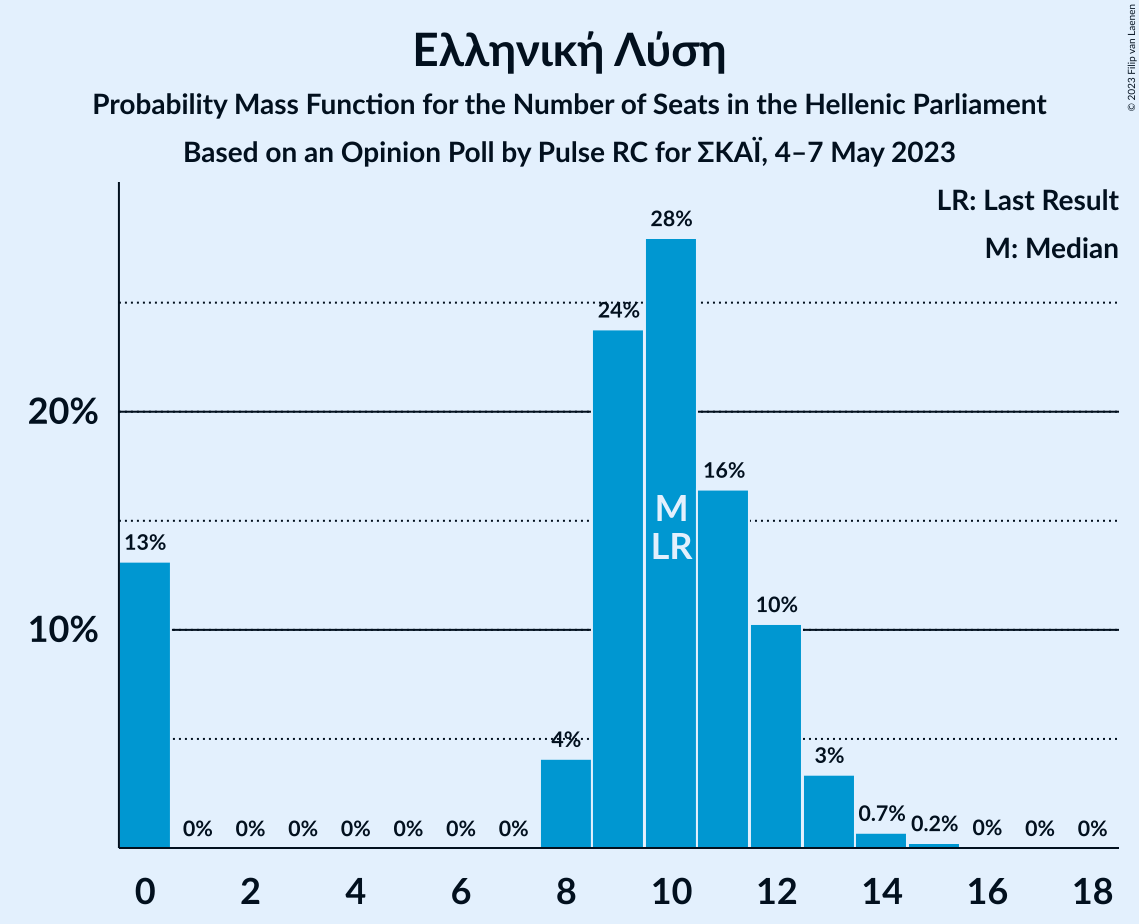 Ελληνική Λύση
Probability Mass Function for the Number of Seats in the Hellenic Parliament
Based on an Opinion Poll by Pulse RC for ΣΚΑΪ, 4–7 May 2023
© 2023 Filip van Laenen
LR: Last Result
M: Median
28%
24%
20%
16%
M
LR
13%
10%
10%
4%
3%
0% 0% 0% 0% 0% 0% 0% 0.7% 0.2% 0% 0% 0%
0 2 4 6 8 10 12 14 16 18